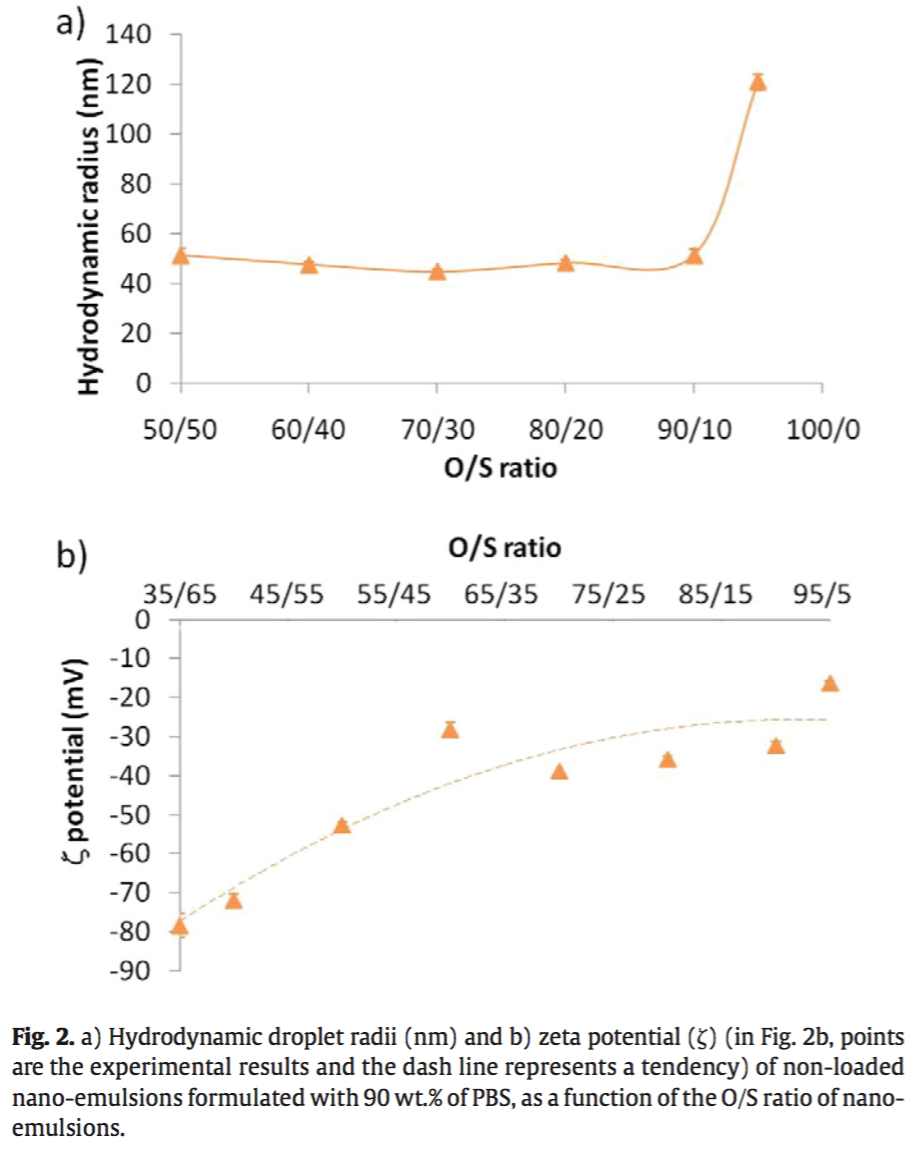 a)
Hydrodynamic radius (nm)
140
120
100
80
60
40
20
0
50/50 60/40 70/30 80/20 90/10 100/0
O/S ratio
b)
O/S ratio
35/65 45/55 55/45 65/35 75/25 85/15 95/5
ζ potential (mV)
0
-10
-20
-30
-40
-50
-60
-70
-80
-90
Fig. 2. a) Hydrodynamic droplet radii (nm) and b) zeta potential (ζ) (in Fig. 2b, points
are the experimental results and the dash line represents a tendency) of non-loaded
nano-emulsions formulated with 90 wt.% of PBS, as a function of the O/S ratio of nano-
emulsions.